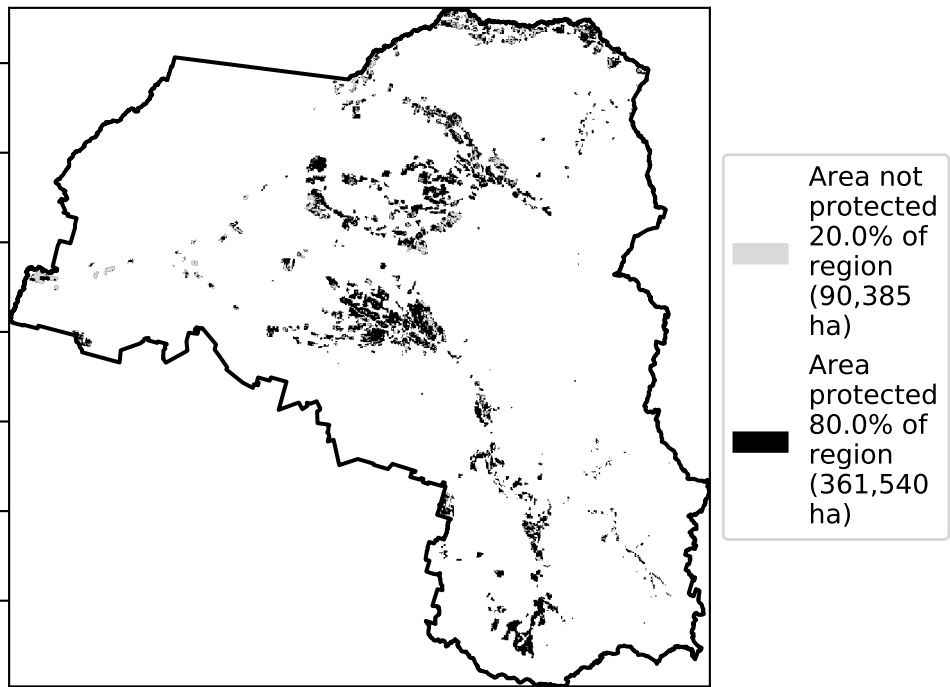 Area not
protected
20.0% of
region
(90,385
ha)
Area
protected
80.0% of
region
(361,540
ha)